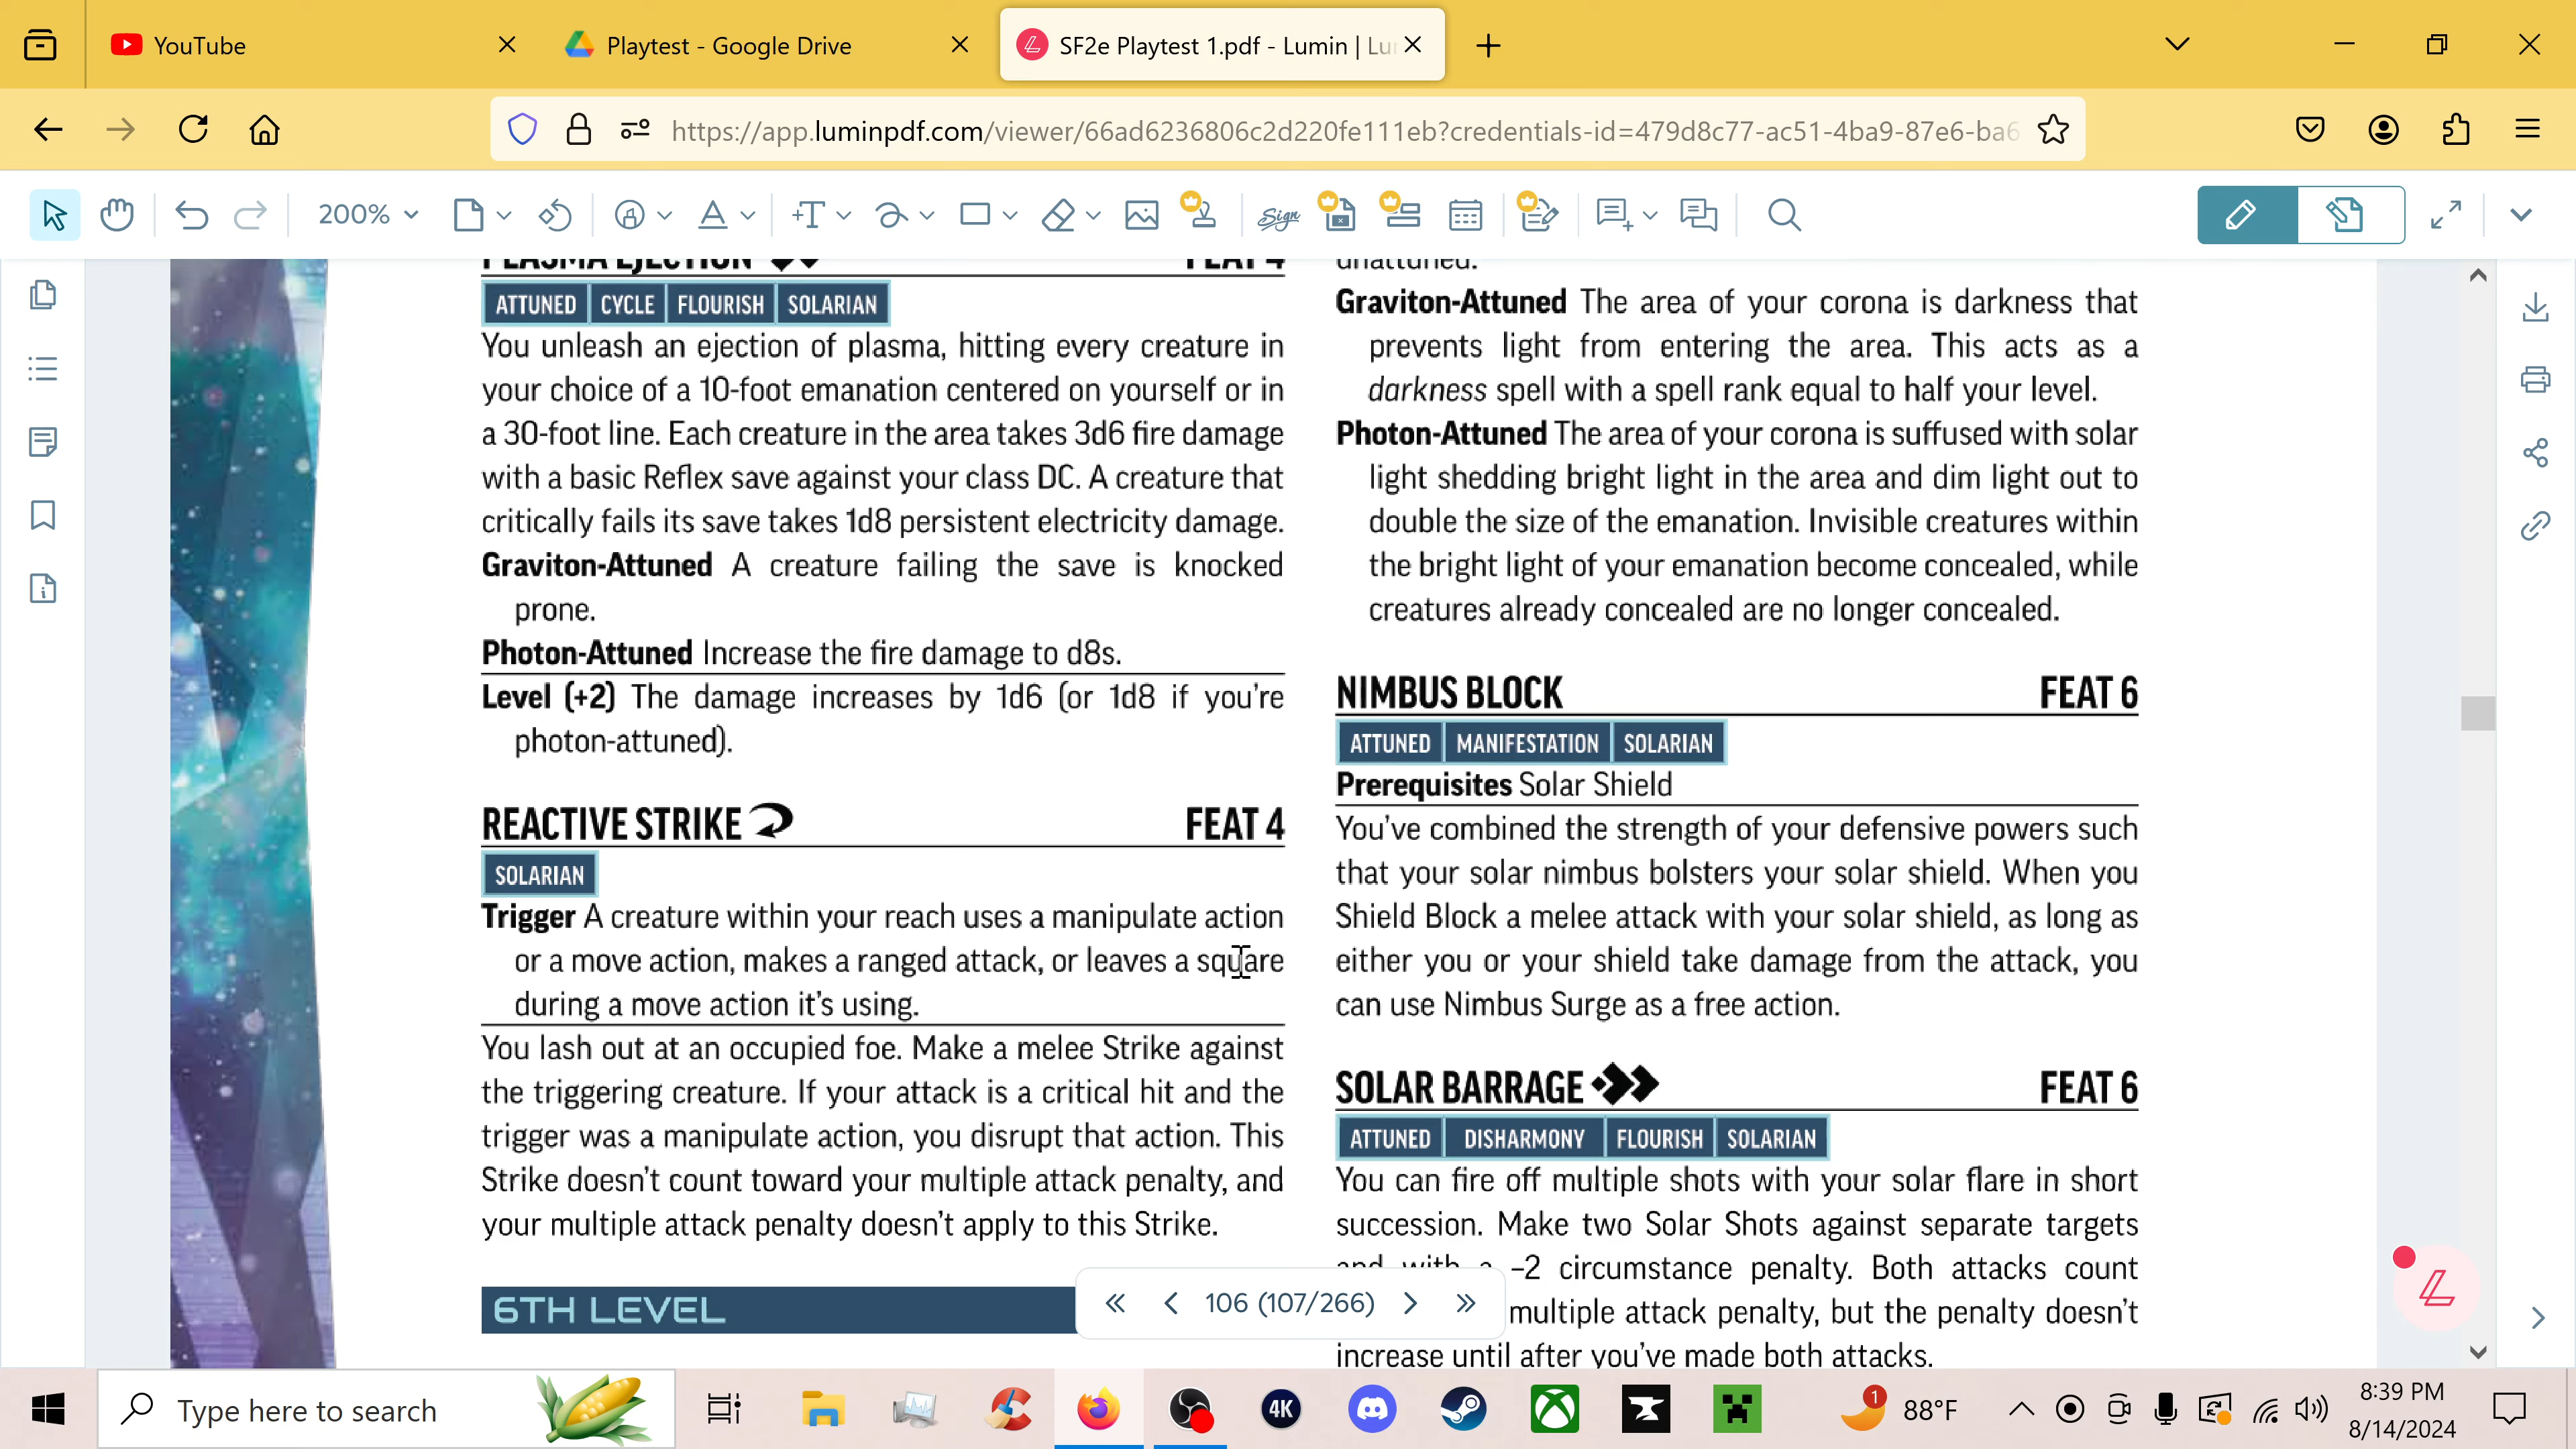 YouTube
Playtest - Google Drive
SF2e Playtest 1.pdf - Lumin | Lu
https://app.luminpdf.com/viewer/66ad6236806c2d220fe111eb?credentials-id=479d8c77-ac51-4ba9-87e6-ba6
200%
Sign
PLASMA EJECTION FEAT 4
ATTUNED CYCLE FLOURISH SOLARIAN
You unleash an ejection of plasma, hitting every creature in
your choice of a 10-foot emanation centered on yourself or in
a 30-foot line. Each creature in the area takes 3d6 fire damage
with a basic Reflex save against your class DC. A creature that
critically fails its save takes 1d8 persistent electricity damage.
Graviton-Attuned A creature failing the save is knocked
prone.
Photon-Attuned Increase the fire damage to d8s.
Level (+2) The damage increases by 1d6 (or 1d8 if you're
photon-attuned).
REACTIVE STRIKE FEAT 4
SOLARIAN
Trigger A creature within your reach uses a manipulate action
or a move action, makes a ranged attack, or leaves a square
during a move action it's using.
You lash out at an occupied foe. Make a melee Strike against
the triggering creature. If your attack is a critical hit and the
trigger was a manipulate action, you disrupt that action. This
Strike doesn't count toward your multiple attack penalty, and
your multiple attack penalty doesn't apply to this Strike.
6TH LEVEL
unattuned.
Graviton-Attuned The area of your corona is darkness that
prevents light from entering the area. This acts as a
darkness spell with a spell rank equal to half your level.
Photon-Attuned The area of your corona is suffused with solar
light shedding bright light in the area and dim light out to
double the size of the emanation. Invisible creatures within
the bright light of your emanation become concealed, while
creatures already concealed are no longer concealed.
NIMBUS BLOCK FEAT 6
ATTUNED MANIFESTATION SOLARIAN
Prerequisites Solar Shield
You've combined the strength of your defensive powers such
that your solar nimbus bolsters your solar shield. When you
Shield Block a melee attack with your solar shield, as long as
either you or your shield take damage from the attack, you
can use Nimbus Surge as a free action.
SOLAR BARRAGE FEAT 6
ATTUNED DISHARMONY FLOURISH SOLARIAN
You can fire off multiple shots with your solar flare in short
succession. Make two Solar Shots against separate targets
and with a –2 circumstance penalty. Both attacks count
multiple attack penalty, but the penalty doesn't
increase until after you've made both attacks.
106 (107/266)
Type here to search
4K
1
88°F
8:39 PM
8/14/2024